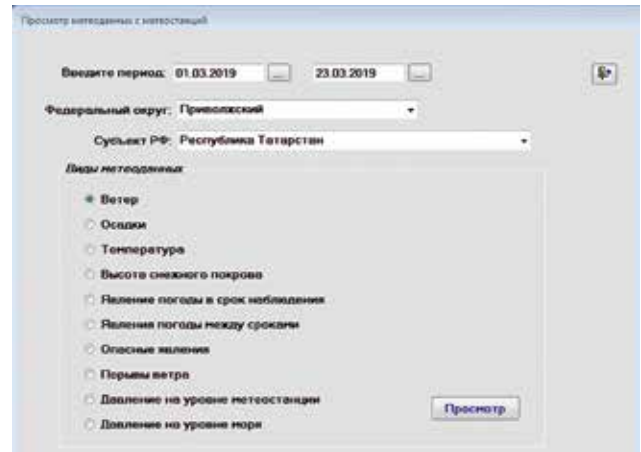 Просмотр метеоданных с метеостанций
Введите период: 01.03.2019 ... 23.03.2019 ...
Федеральный округ: Приволжский
Субъект РФ: Республика Татарстан
Виды метеоданных
Ветер
Осадки
Температура
Высота снежного покрова
Явление погоды в срок наблюдения
Явления погоды между сроками
Опасные явления
Порывы ветра
Давление на уровне метеостанции
Просмотр
Давление на уровне моря